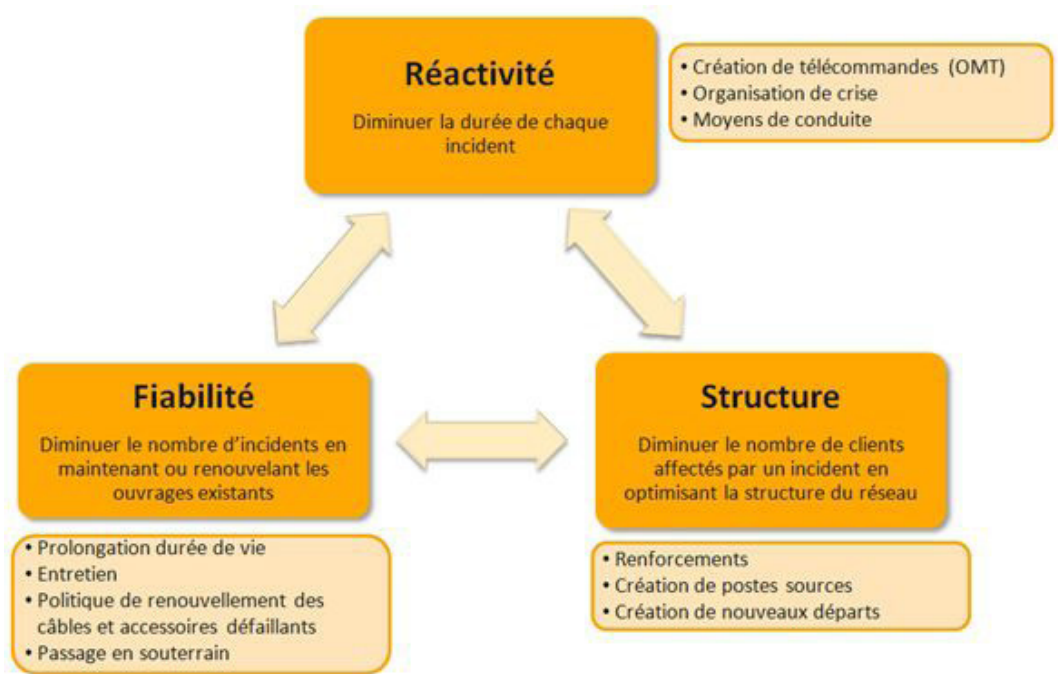 Réactivité
Diminuer la durée de chaque
incident
• Création de télécommandes (OMT)
• Organisation de crise
• Moyens de conduite
Fiabilité
Diminuer le nombre d'incidents en
maintenant ou renouvelant les
ouvrages existants
• Prolongation durée de vie
• Entretien
• Politique de renouvellement des
câbles et accessoires défaillants
• Passage en souterrain
Structure
Diminuer le nombre de clients
affectés par un incident en
optimisant la structure du réseau
• Renforcements
• Création de postes sources
• Création de nouveaux départs